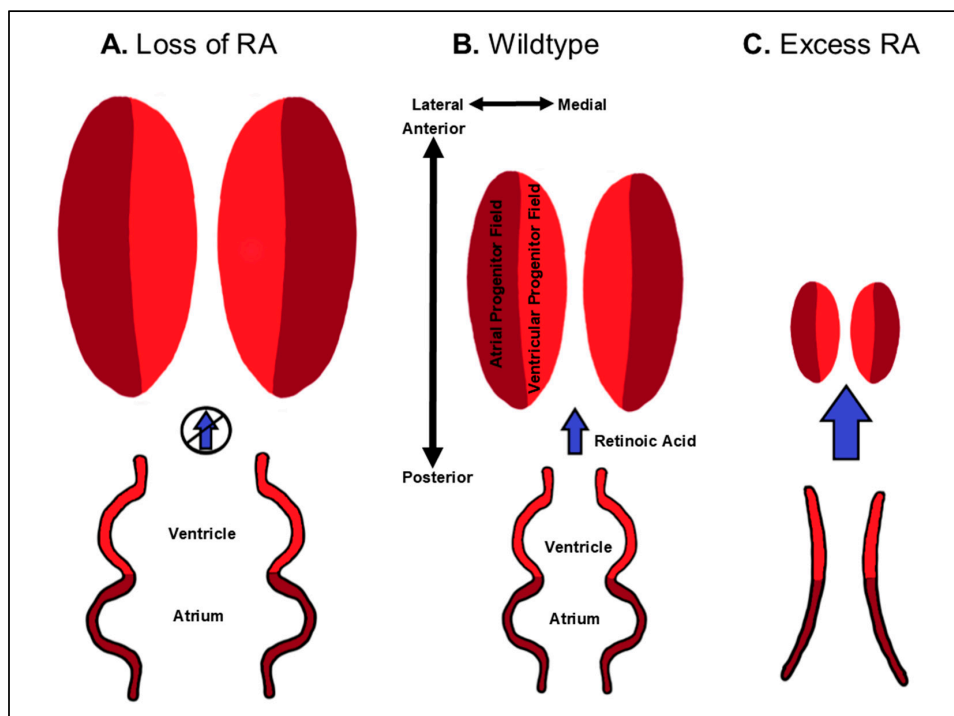 A. Loss of RA
B. Wildtype
C. Excess RA
Lateral
Medial
Anterior
Atrial Progenitor Field
Ventricular Progenitor Field
Retinoic Acid
Posterior
Ventricle
Atrium
Ventricle
Atrium